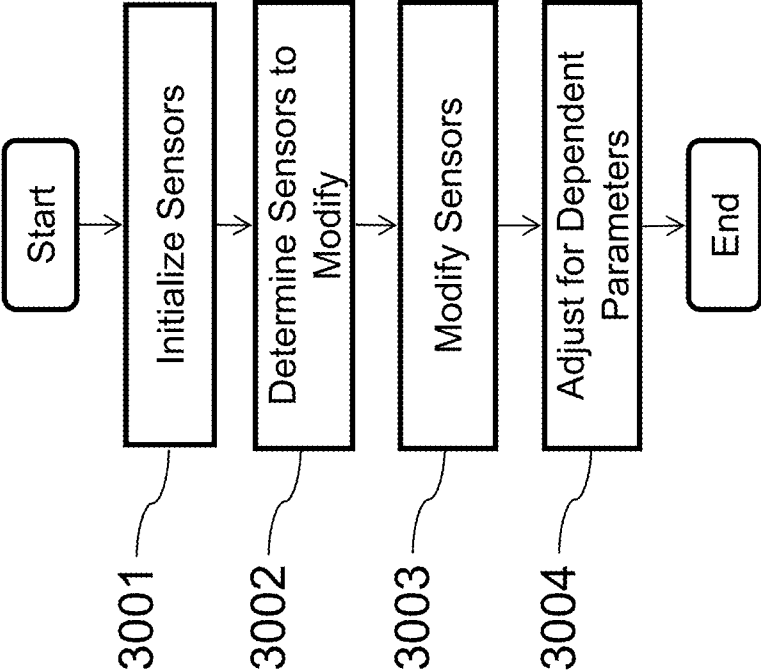 Start
3001
Initialize Sensors
3002
Determine Sensors to
Modify
3003
Modify Sensors
3004
Adjust for Dependent
Parameters
End